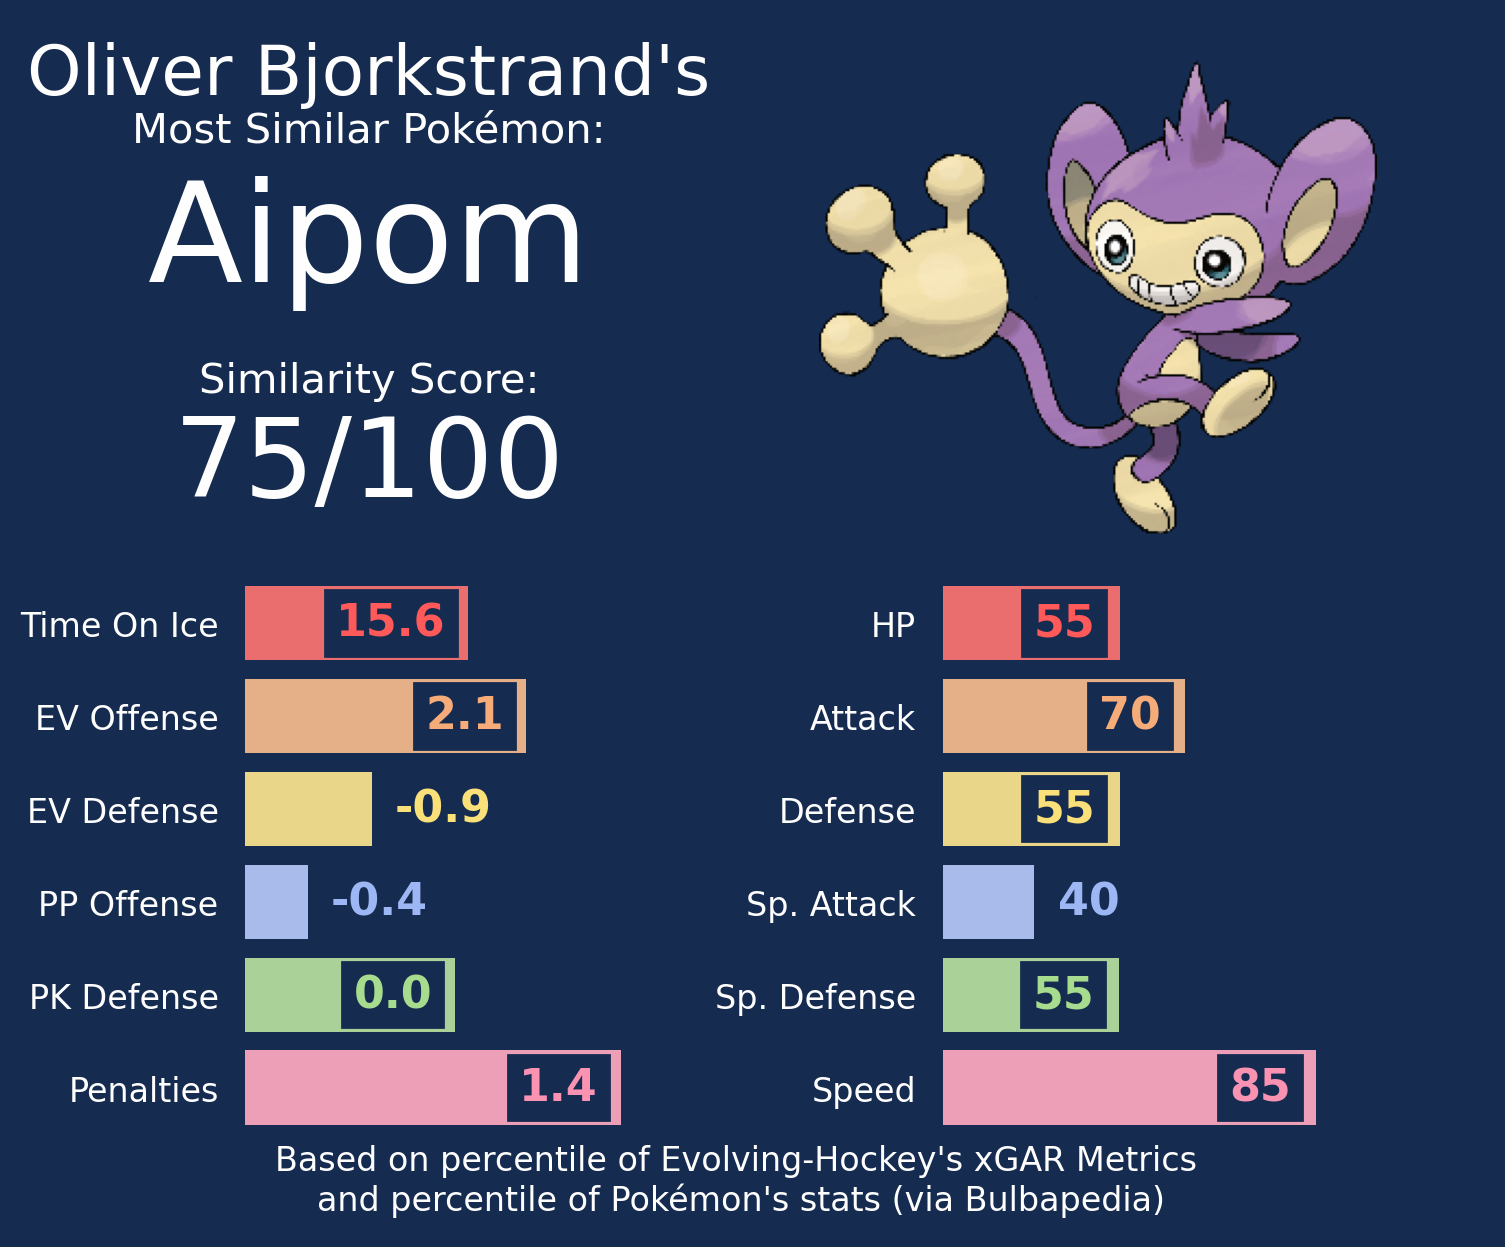 Oliver Bjorkstrand's
Most Similar Pokémon:
Aipom
Similarity Score:
75/100
Time On Ice 15.6
EV Offense 2.1
EV Defense -0.9
PP Offense -0.4
PK Defense 0.0
Penalties 1.4
HP 55
Attack 70
Defense 55
Sp. Attack 40
Sp. Defense 55
Speed 85
Based on percentile of Evolving-Hockey's xGAR Metrics
and percentile of Pokémon's stats (via Bulbapedia)